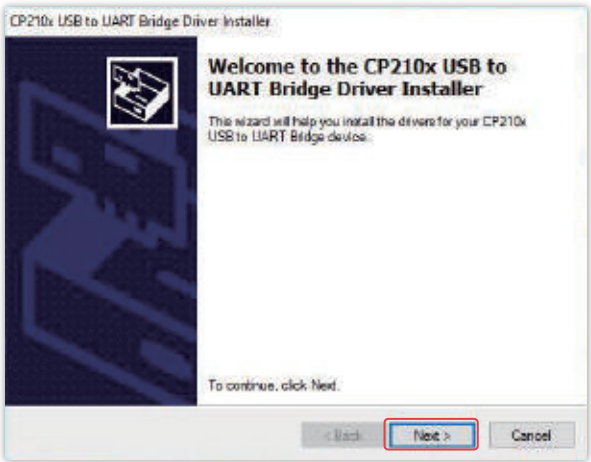 CP210x USB to UART Bridge Driver Installer
Welcome to the CP210x USB to
UART Bridge Driver Installer
This wizard will help you install the drivers for your CP210x
USB to UART Bridge device.
To continue, click Next.
< Back
Next >
Cancel